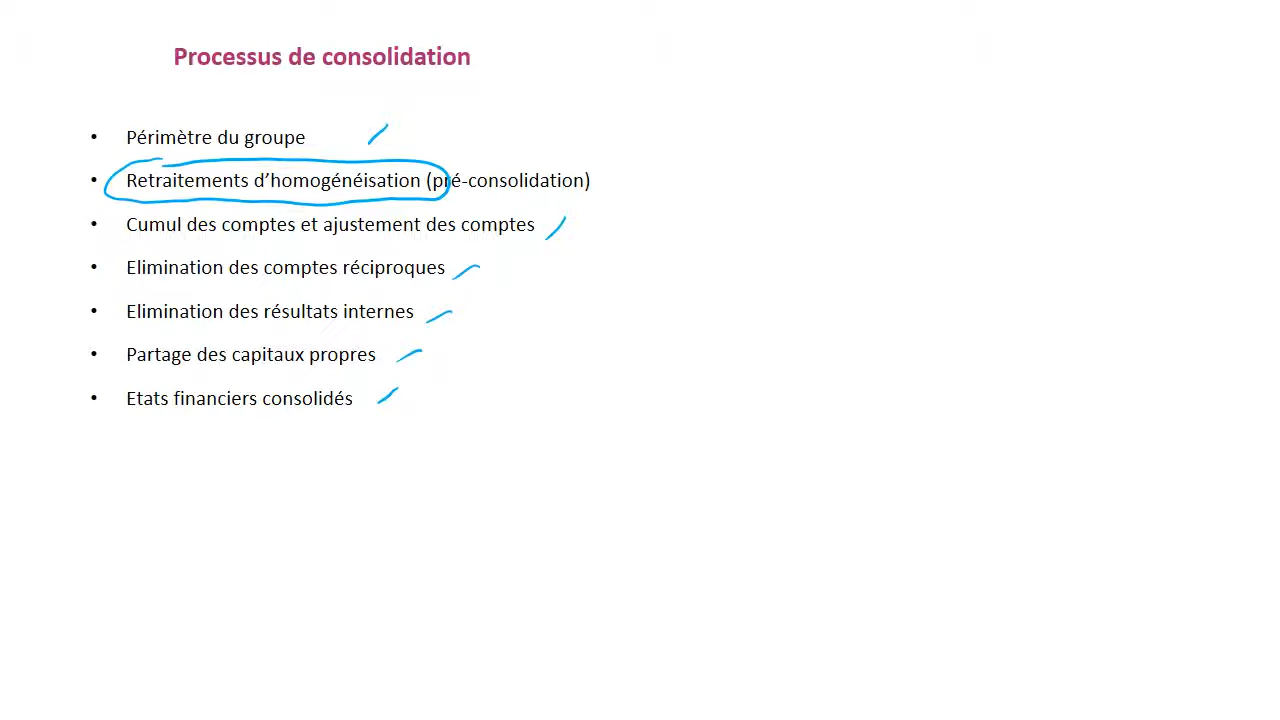 Processus de consolidation
• Périmètre du groupe
• Retraitements d’homogénéisation (pré-consolidation)
• Cumul des comptes et ajustement des comptes
• Elimination des comptes réciproques
• Elimination des résultats internes
• Partage des capitaux propres
• Etats financiers consolidés